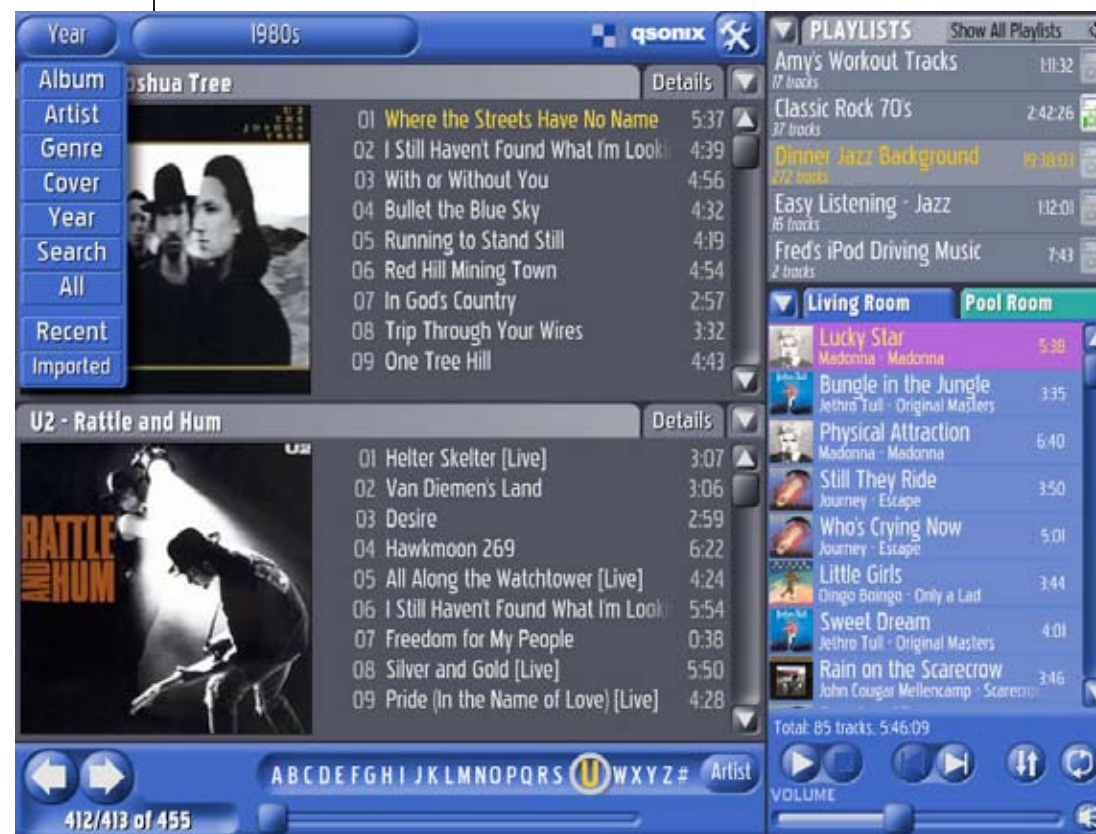 Year
1980s
qsonix
Album
Artist
Genre
Cover
Year
Search
All
Recent
Imported
oshua Tree
Details
U2
THE
JOSHUA
TREE
01 Where the Streets Have No Name 5:37
02 I Still Haven't Found What I'm Looki 4:39
03 With or Without You 4:56
04 Bullet the Blue Sky 4:32
05 Running to Stand Still 4:19
06 Red Hill Mining Town 4:54
07 In God's Country 2:57
08 Trip Through Your Wires 3:32
09 One Tree Hill 4:43
U2 - Rattle and Hum
Details
U2
RATTLE
AND HUM
01 Helter Skelter [Live] 3:07
02 Van Diemen's Land 3:06
03 Desire 2:59
04 Hawkmoon 269 6:22
05 All Along the Watchtower [Live] 4:24
06 I Still Haven't Found What I'm Looki 5:54
07 Freedom for My People 0:38
08 Silver and Gold [Live] 5:50
09 Pride (In the Name of Love) [Live] 4:28
A B C D E F G H I J K L M N O P Q R S U W X Y Z #
Artist
412/413 of 455
PLAYLISTS Show All Playlists
Amy's Workout Tracks 1:11:32
17 tracks
Classic Rock 70's 2:42:26
37 tracks
Dinner Jazz Background 19:38:03
272 tracks
Easy Listening - Jazz 1:12:01
16 tracks
Fred's iPod Driving Music 7:43
2 tracks
Living Room
Pool Room
Lucky Star 5:38
Madonna - Madonna
Bungle in the Jungle 3:35
Jethro Tull - Original Masters
Physical Attraction 6:40
Madonna - Madonna
Still They Ride 3:50
Journey - Escape
Who's Crying Now 5:01
Journey - Escape
Little Girls 3:44
Oingo Boingo - Only a Lad
Sweet Dream 4:01
Jethro Tull - Original Masters
Rain on the Scarecrow 3:46
John Cougar Mellencamp - Scarecro
Total: 85 tracks, 5:46:09
VOLUME